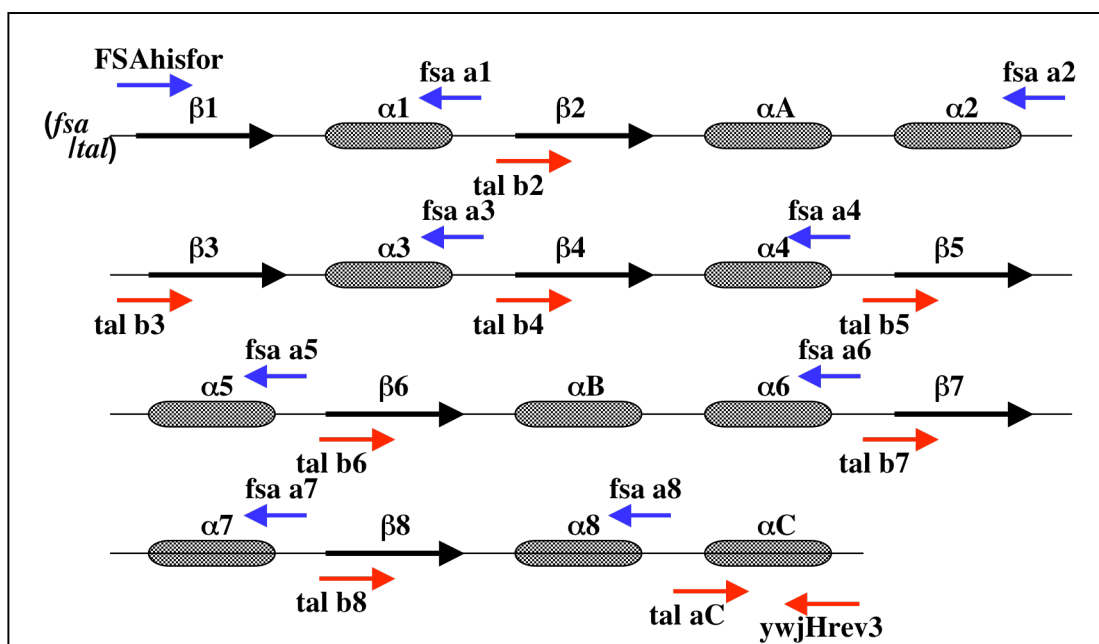 FSAhisfor
fsa a1
fsa a2
β1
α1
β2
αA
α2
(fsa
/tal)
tal b2
fsa a3
fsa a4
β3
α3
β4
α4
β5
tal b3
tal b4
tal b5
fsa a5
fsa a6
α5
β6
αB
α6
β7
tal b6
tal b7
fsa a7
fsa a8
α7
β8
α8
αC
tal b8
tal aC
ywjHrev3